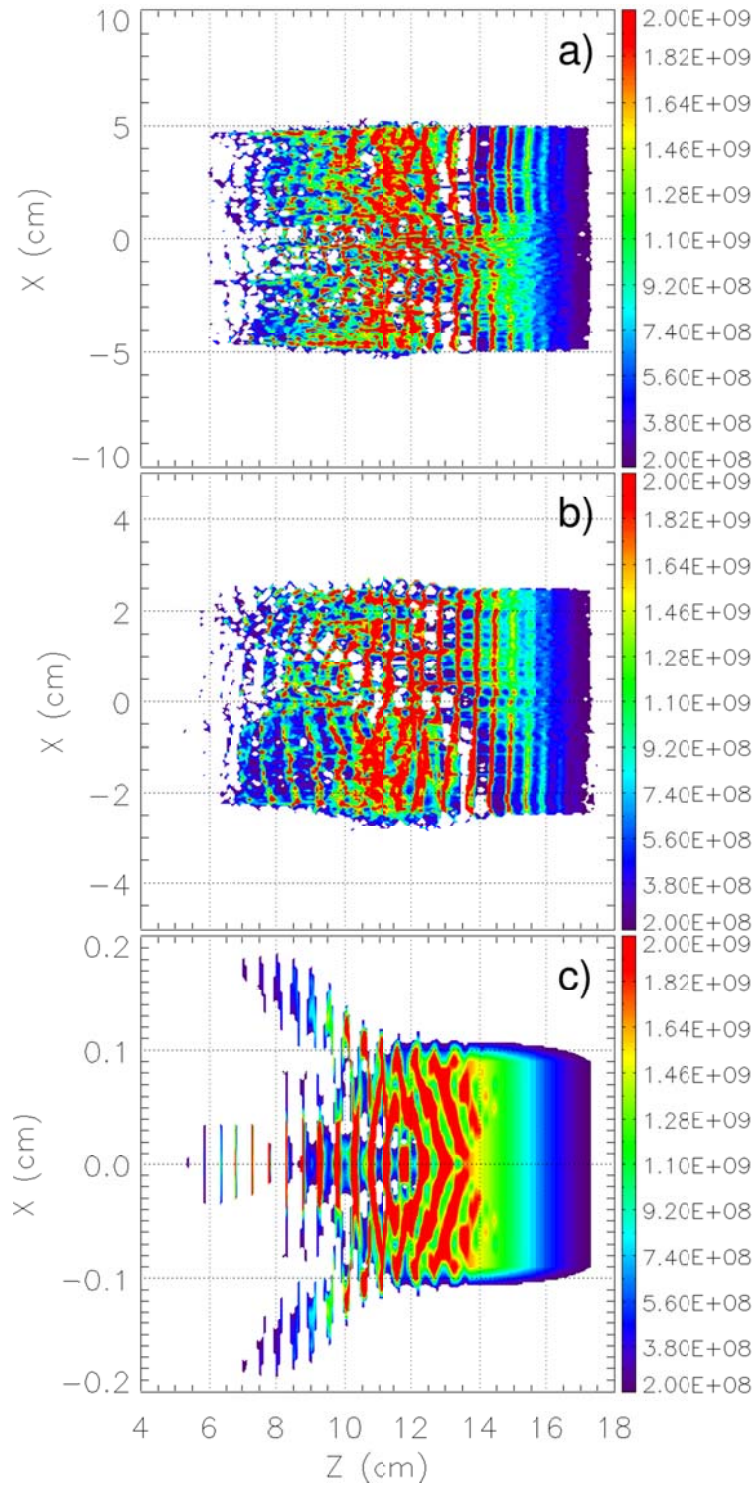 a)
10
5
0
−5
−10
X (cm)
2.00E+09
1.82E+09
1.64E+09
1.46E+09
1.28E+09
1.10E+09
9.20E+08
7.40E+08
5.60E+08
3.80E+08
2.00E+08
b)
4
2
0
−2
−4
X (cm)
2.00E+09
1.82E+09
1.64E+09
1.46E+09
1.28E+09
1.10E+09
9.20E+08
7.40E+08
5.60E+08
3.80E+08
2.00E+08
c)
0.2
0.1
0.0
−0.1
−0.2
X (cm)
2.00E+09
1.82E+09
1.64E+09
1.46E+09
1.28E+09
1.10E+09
9.20E+08
7.40E+08
5.60E+08
3.80E+08
2.00E+08
4 6 8 10 12 14 16 18
Z (cm)